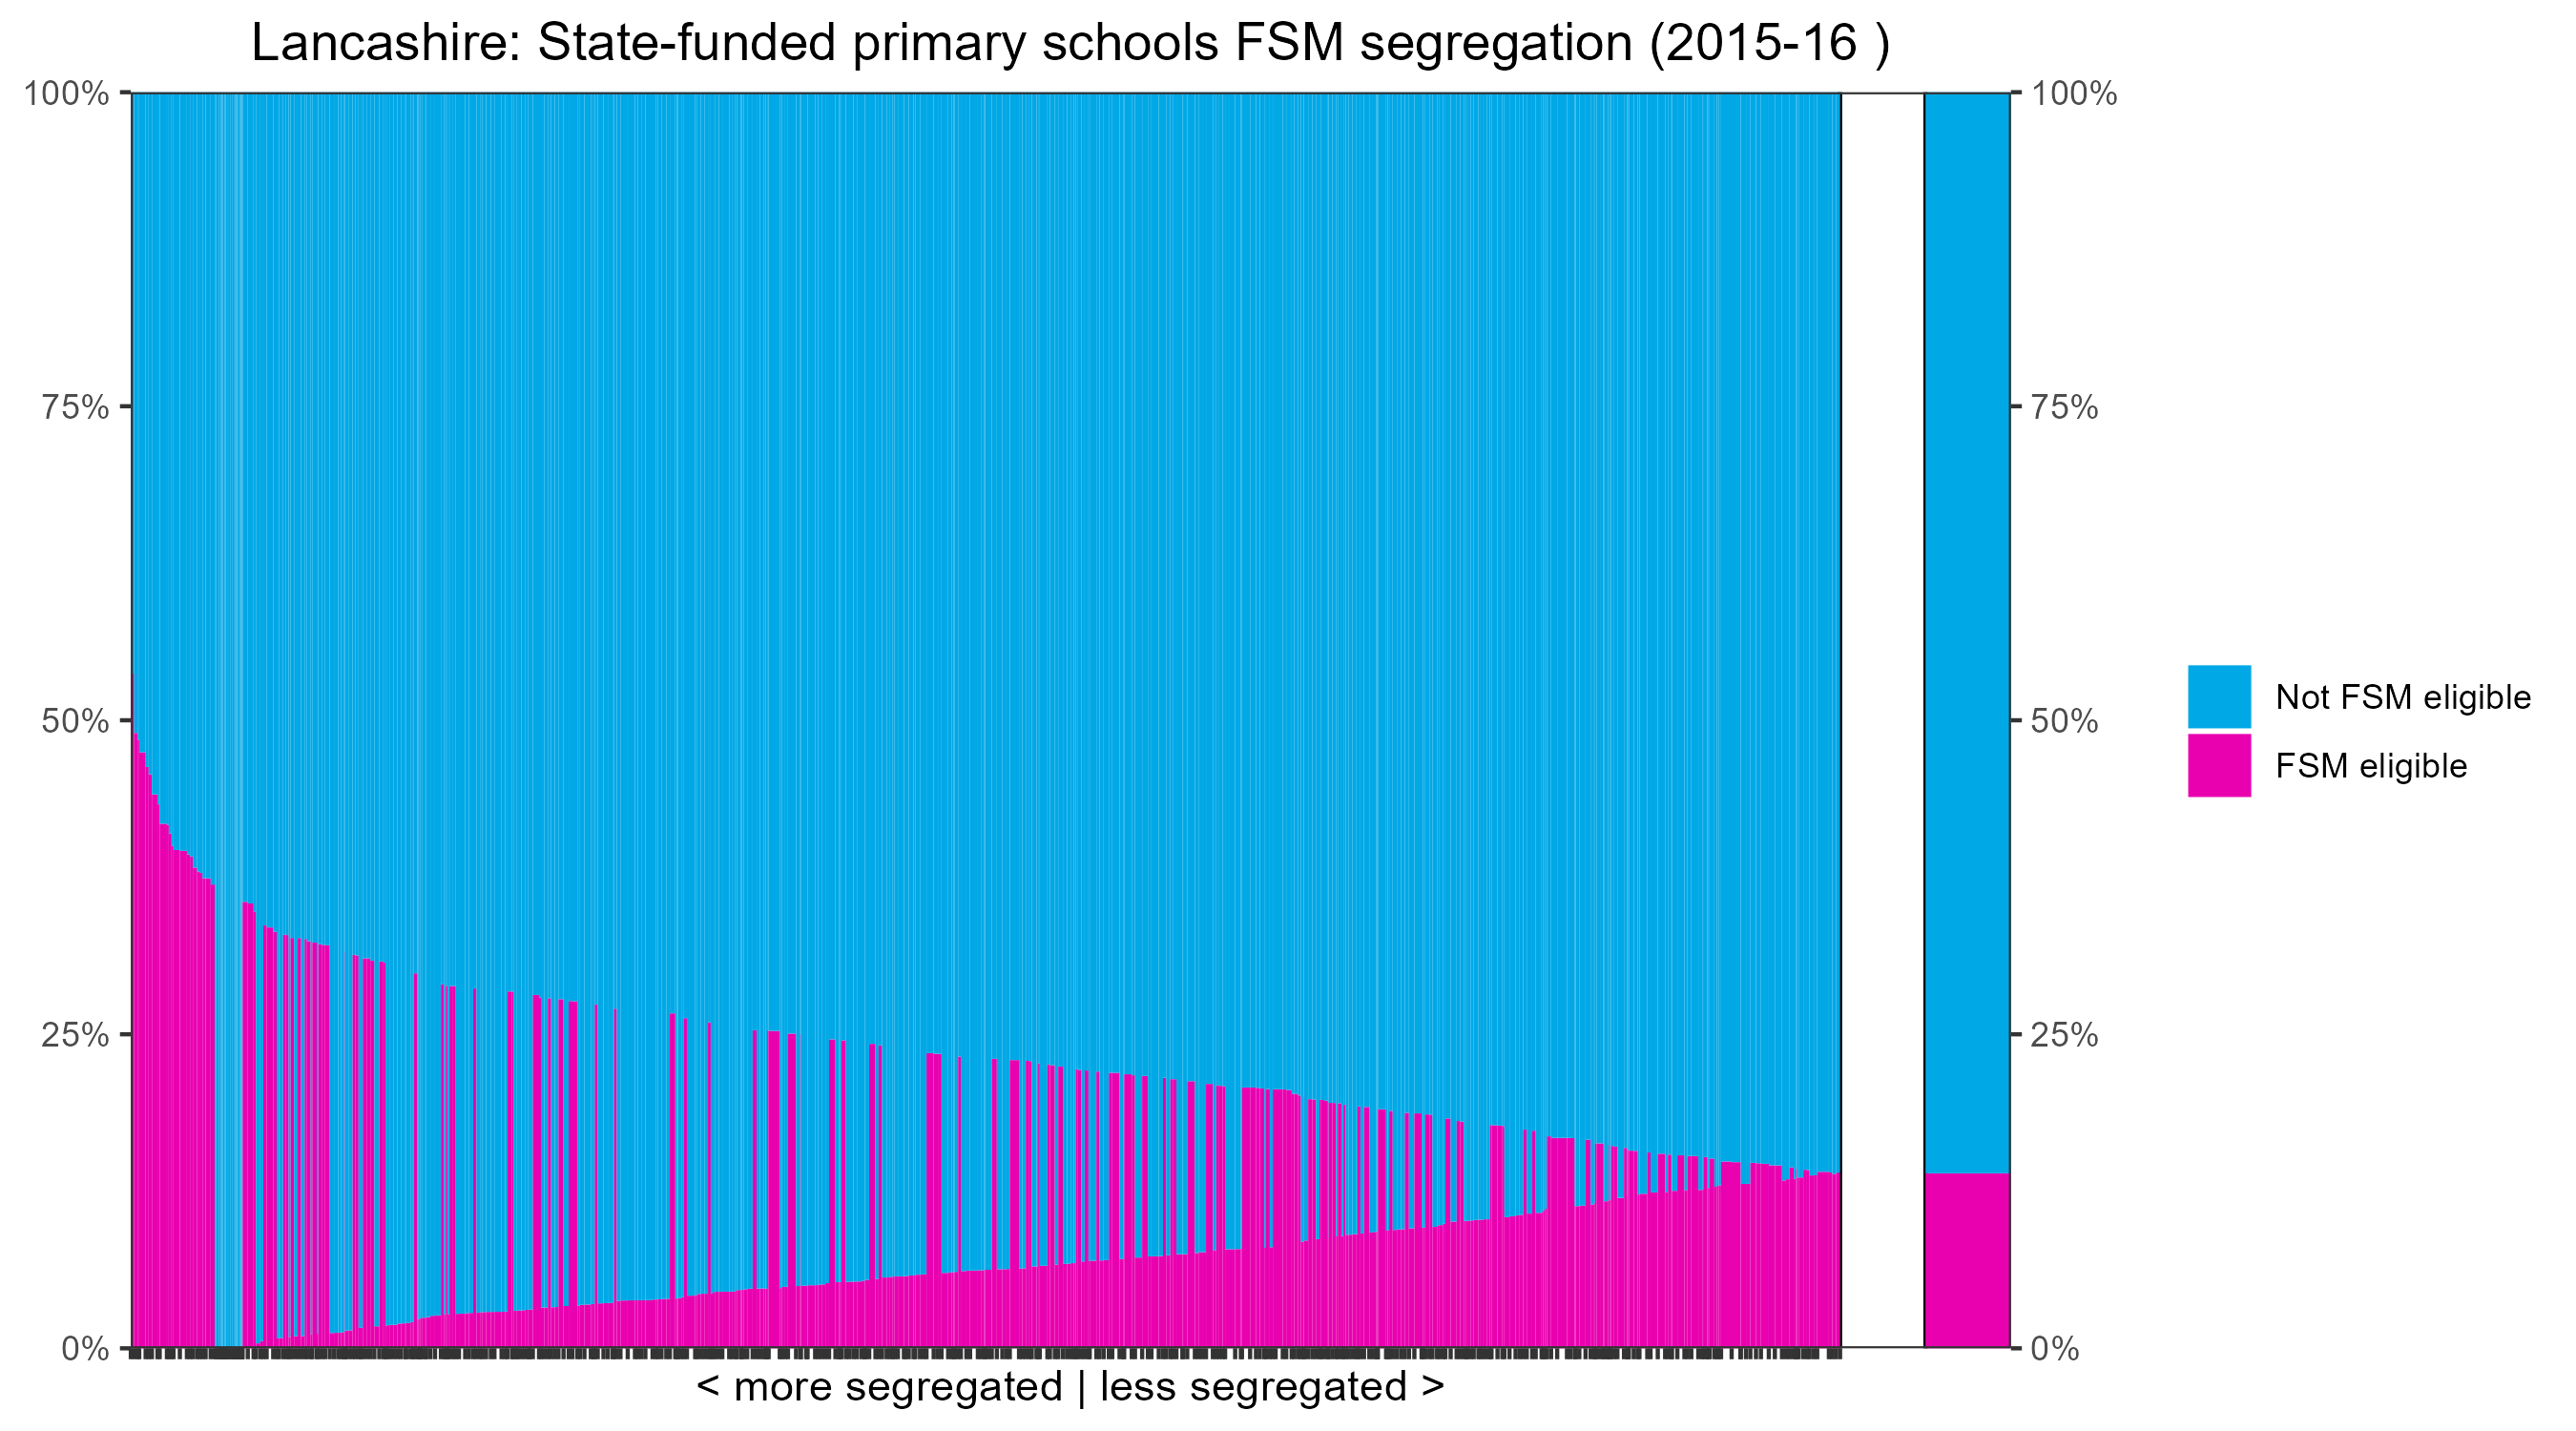 Lancashire: State-funded primary schools FSM segregation (2015-16 )
100%
75%
50%
25%
0%
100%
75%
50%
25%
0%
Not FSM eligible
FSM eligible
< more segregated | less segregated >